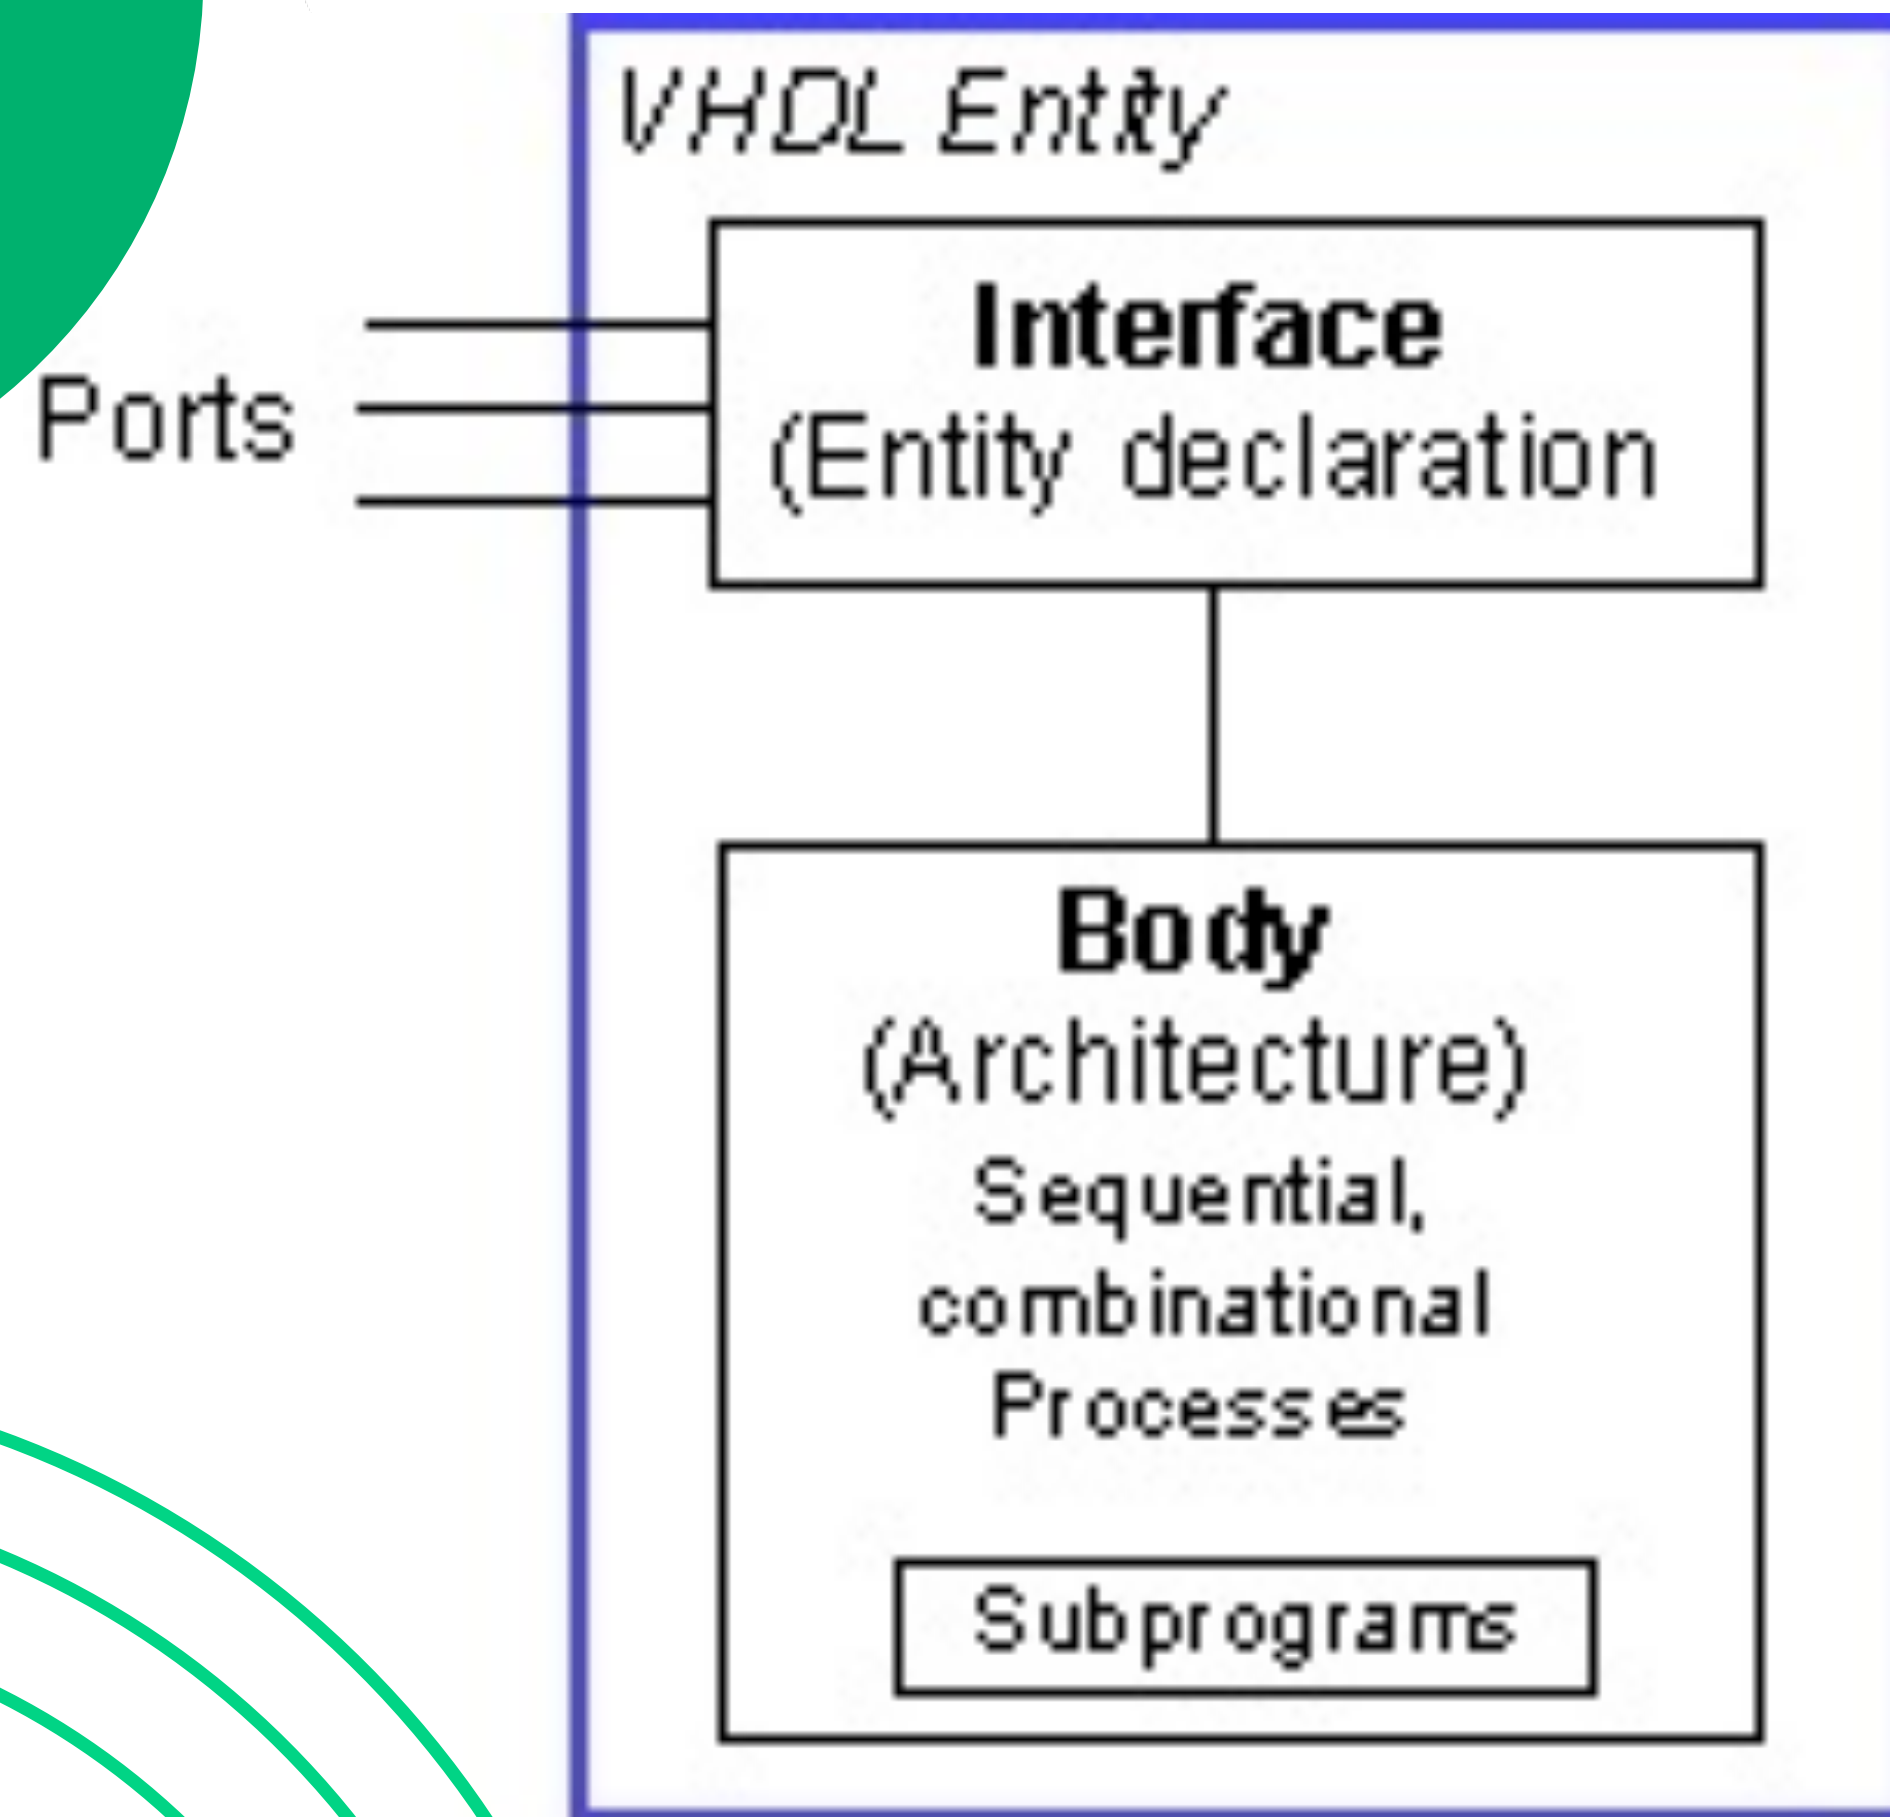 VHDL Entity
Interface
(Entity declaration
Ports
Body
(Architecture)
Sequential,
combinational
Processes
Subprograms